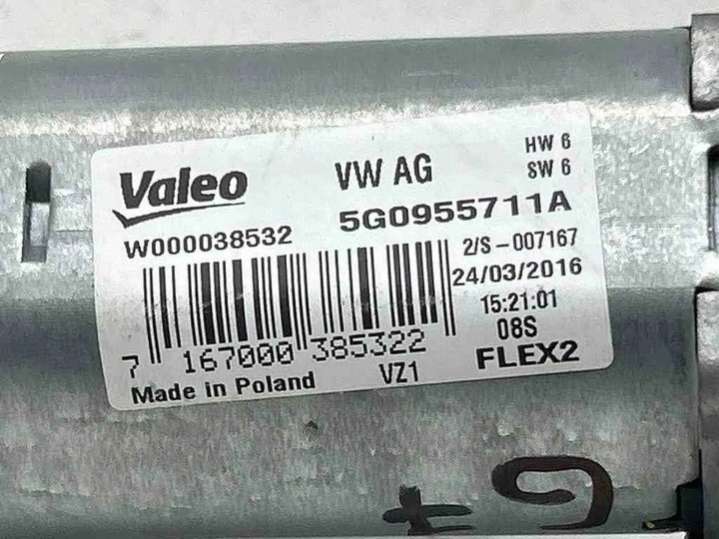 Valeo
VW AG
HW 6
SW 6
W000038532
5G0955711A
2/S-007167
24/03/2016
15:21:01
08S
7 167000 385322
FLEX2
Made in Poland
VZ1